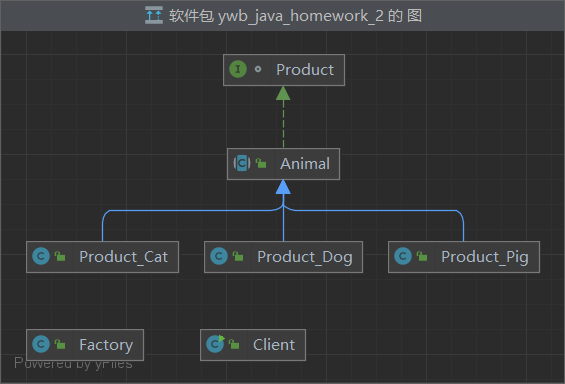 软件包 ywb_java_homework_2 的 图
I Product
C Animal
C Product_Cat C Product_Dog C Product_Pig
C Factory C Client
Powered by yFiles